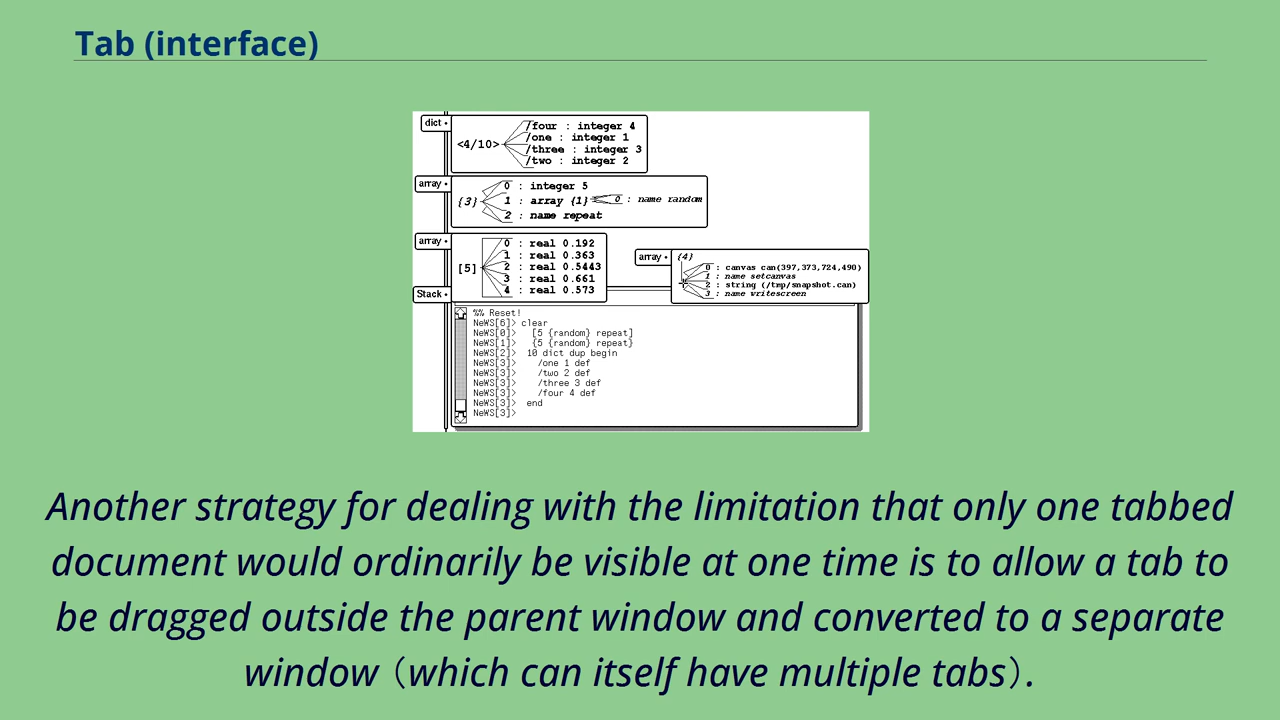 Tab (interface)
dict •
<4/10>
/four : integer 4
/one : integer 1
/three : integer 3
/two : integer 2
array •
{3}
0 : integer 5
1 : array {1} 0 : name random
2 : name repeat
array •
[5]
0 : real 0.192
1 : real 0.363
2 : real 0.5443
3 : real 0.661
4 : real 0.573
array •
{4}
0 : canvas can(397,373,724,490)
1 : name setcanvas
2 : string (/tmp/snapshot.can)
3 : name writescreen
Stack •
%% Reset!
NeWS[6]> clear
NeWS[0]> [5 {random} repeat]
NeWS[1]> {5 {random} repeat}
NeWS[2]> 10 dict dup begin
NeWS[3]> /one 1 def
NeWS[3]> /two 2 def
NeWS[3]> /three 3 def
NeWS[3]> /four 4 def
NeWS[3]> end
NeWS[3]>
Another strategy for dealing with the limitation that only one tabbed
document would ordinarily be visible at one time is to allow a tab to
be dragged outside the parent window and converted to a separate
window (which can itself have multiple tabs).